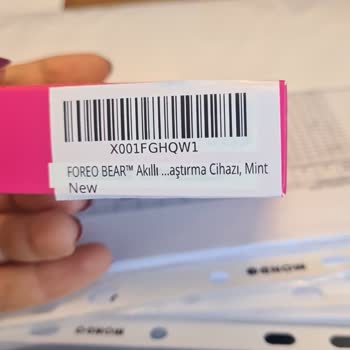 X001FGHQW1
FOREO BEAR™ Akıllı ...aştırma Cihazı, Mint
New